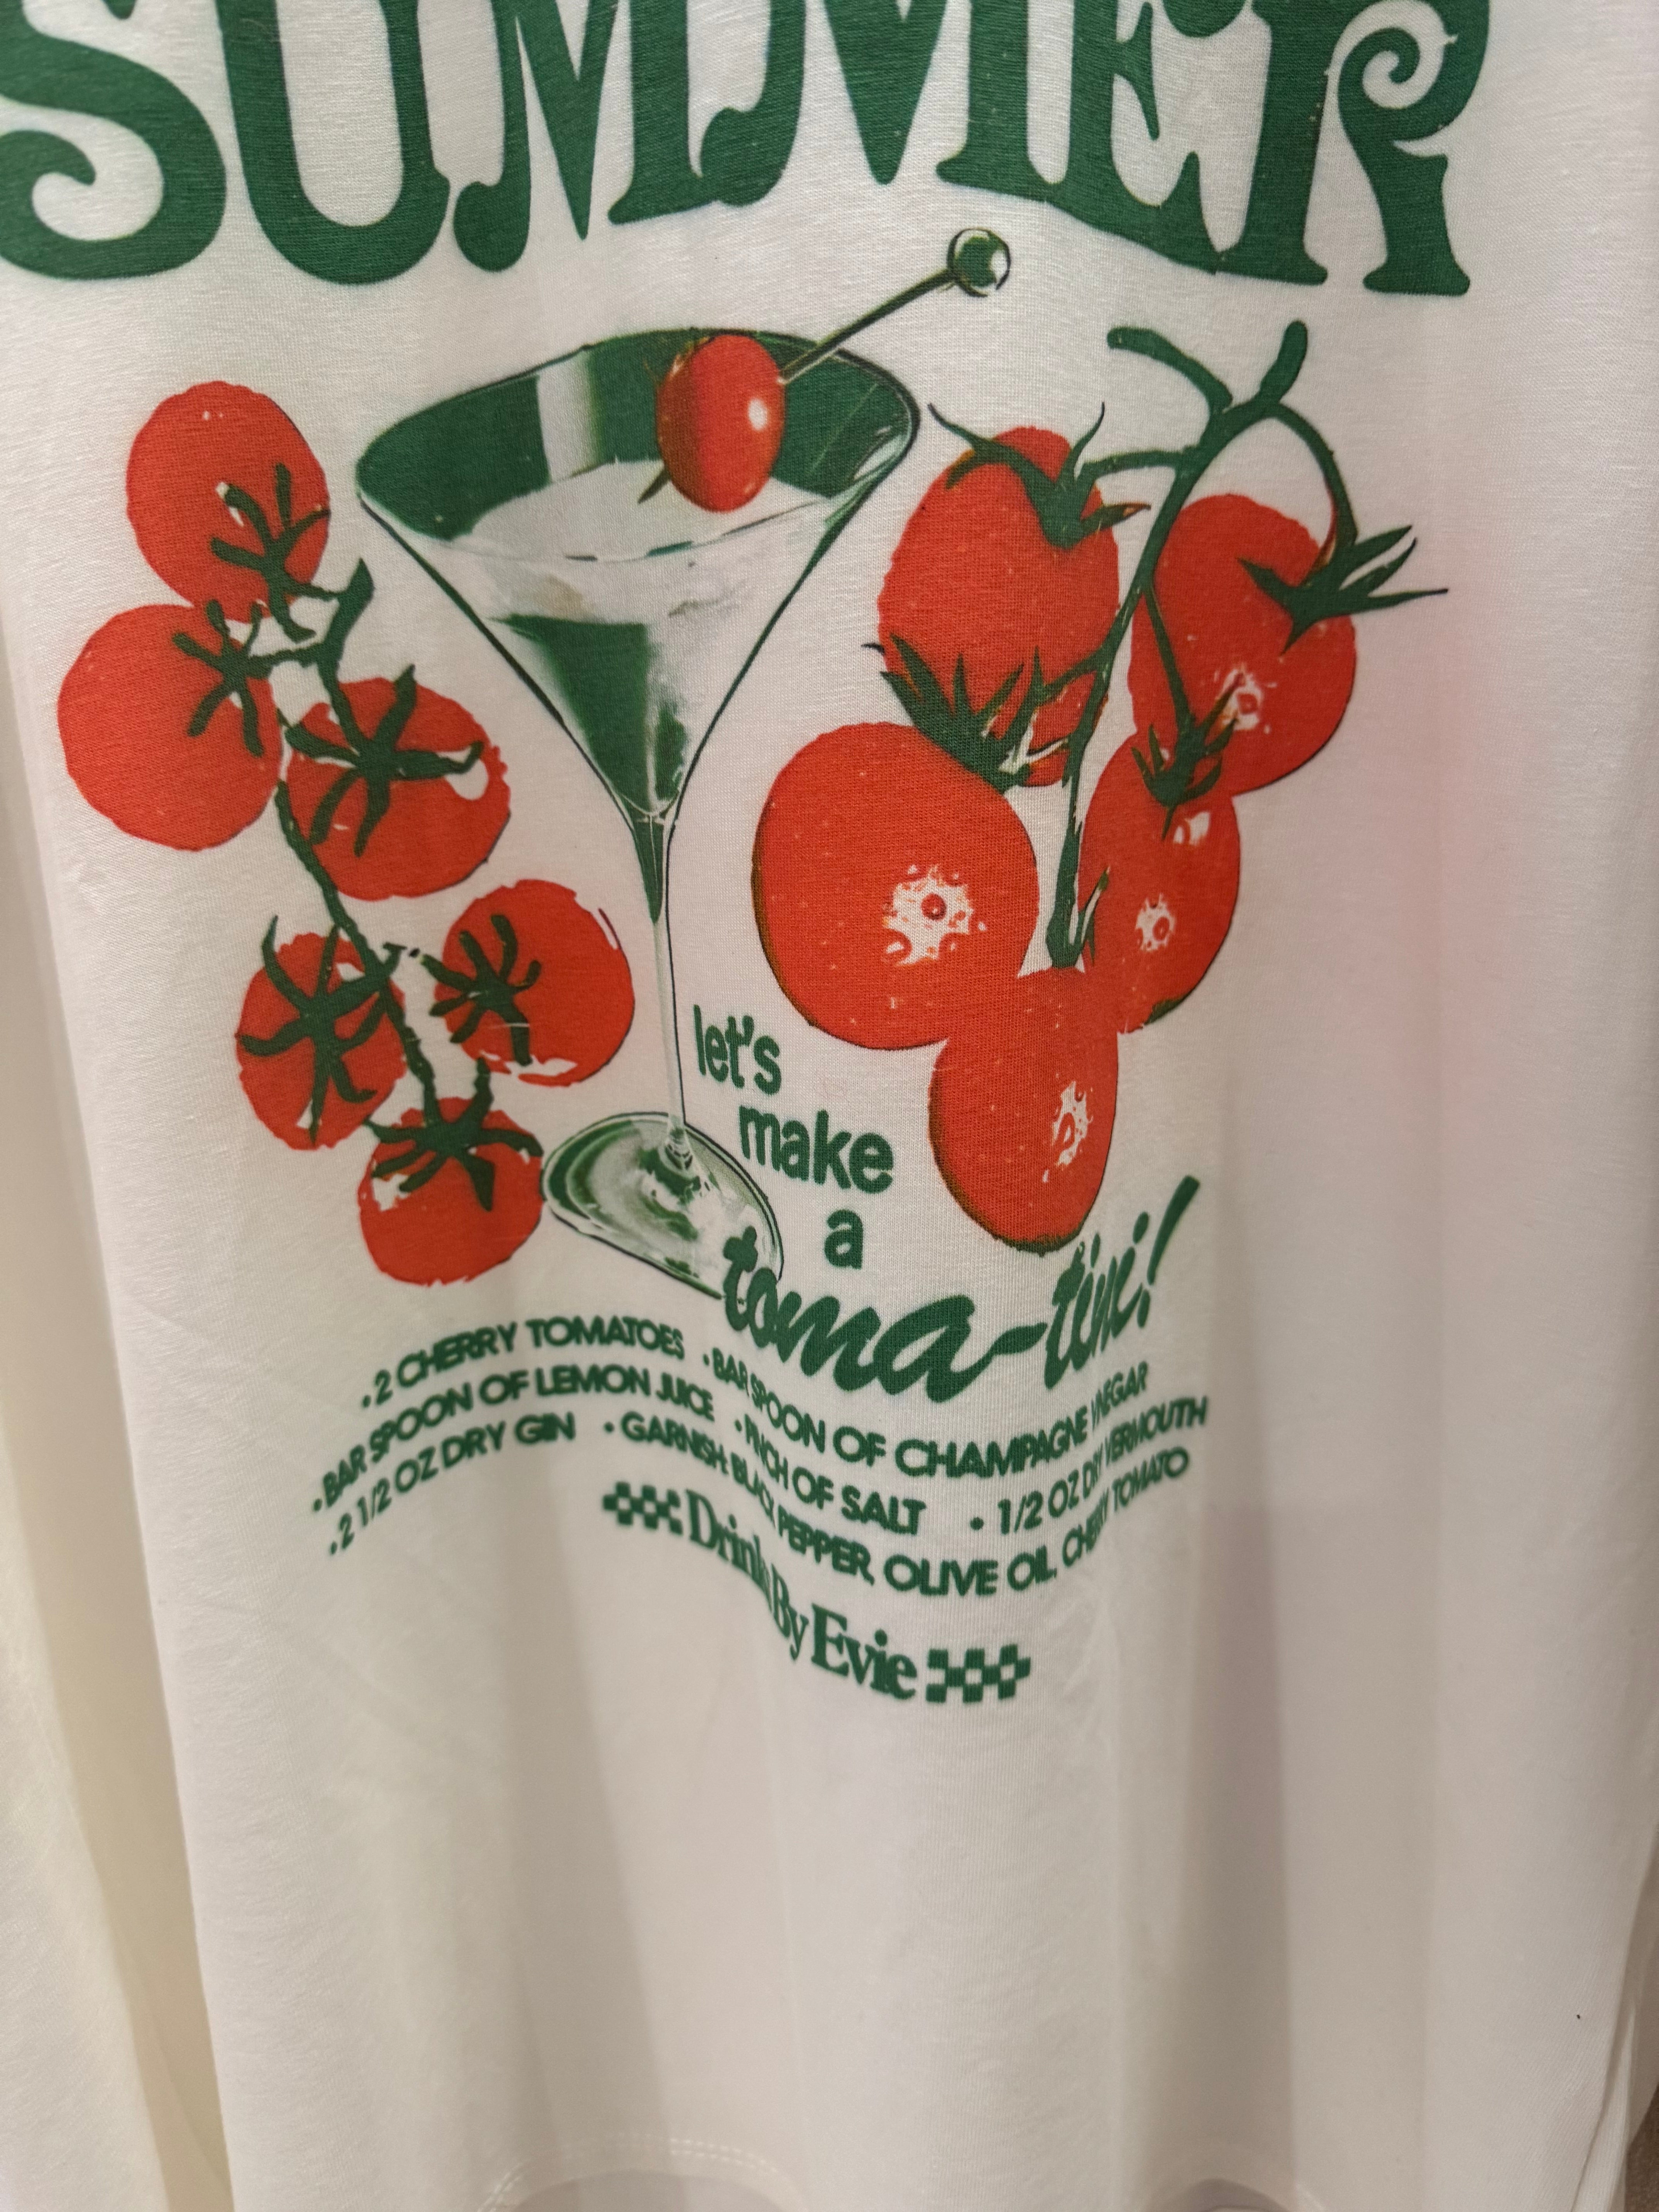 SUMMER
let's
make
a
toma-tini!
.2 CHERRY TOMATOES •BAR SPOON OF CHAMPAGNE VINEGAR
•BAR SPOON OF LEMON JUICE •PINCH OF SALT • 1/2 OZ DRY VERMOUTH
•2 1/2 OZ DRY GIN •GARNISH: BLACK PEPPER, OLIVE OIL, CHERRY TOMATO
Drinks By Evie